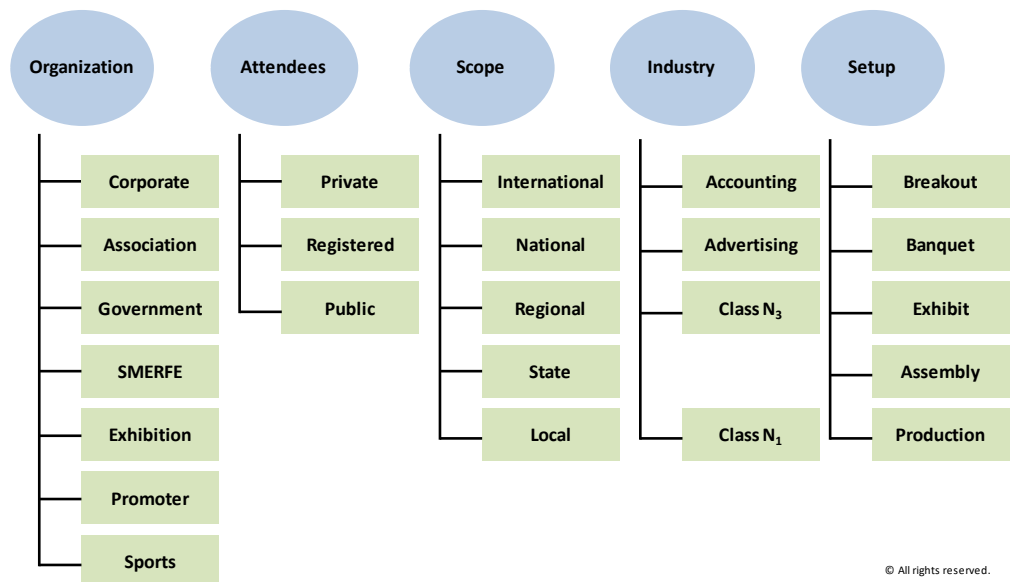 Organization
Attendees
Scope
Industry
Setup
Corporate
Association
Government
SMERFE
Exhibition
Promoter
Sports
Private
Registered
Public
International
National
Regional
State
Local
Accounting
Advertising
Class N₃
Class N₁
Breakout
Banquet
Exhibit
Assembly
Production
© All rights reserved.